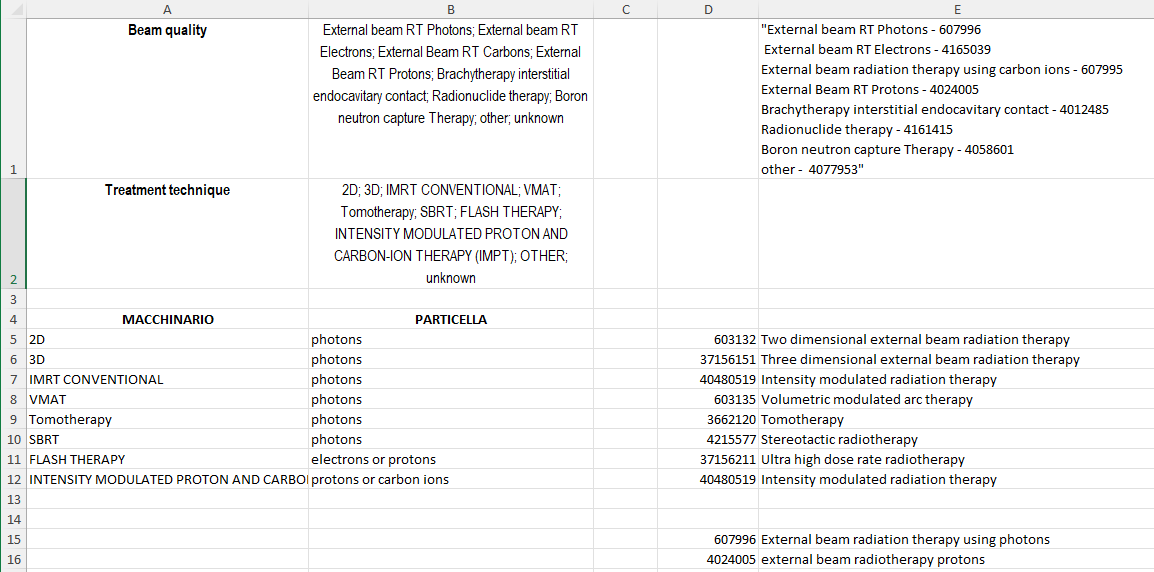 A B C D E
1 Beam quality External beam RT Photons; External beam RT "External beam RT Photons - 607996
Electrons; External Beam RT Carbons; External External beam RT Electrons - 4165039
Beam RT Protons; Brachytherapy interstitial External beam radiation therapy using carbon ions - 607995
endocavitary contact; Radionuclide therapy; Boron External Beam RT Protons - 4024005
neutron capture Therapy; other; unknown Brachytherapy interstitial endocavitary contact - 4012485
Radionuclide therapy - 4161415
Boron neutron capture Therapy - 4058601
other -  4077953"
2 Treatment technique 2D; 3D; IMRT CONVENTIONAL; VMAT;
Tomotherapy; SBRT; FLASH THERAPY;
INTENSITY MODULATED PROTON AND
CARBON-ION THERAPY (IMPT); OTHER;
unknown
3
4 MACCHINARIO PARTICELLA
5 2D photons 603132 Two dimensional external beam radiation therapy
6 3D photons 37156151 Three dimensional external beam radiation therapy
7 IMRT CONVENTIONAL photons 40480519 Intensity modulated radiation therapy
8 VMAT photons 603135 Volumetric modulated arc therapy
9 Tomotherapy photons 3662120 Tomotherapy
10 SBRT photons 4215577 Stereotactic radiotherapy
11 FLASH THERAPY electrons or protons 37156211 Ultra high dose rate radiotherapy
12 INTENSITY MODULATED PROTON AND CARBO protons or carbon ions 40480519 Intensity modulated radiation therapy
13
14
15 607996 External beam radiation therapy using photons
16 4024005 external beam radiotherapy protons